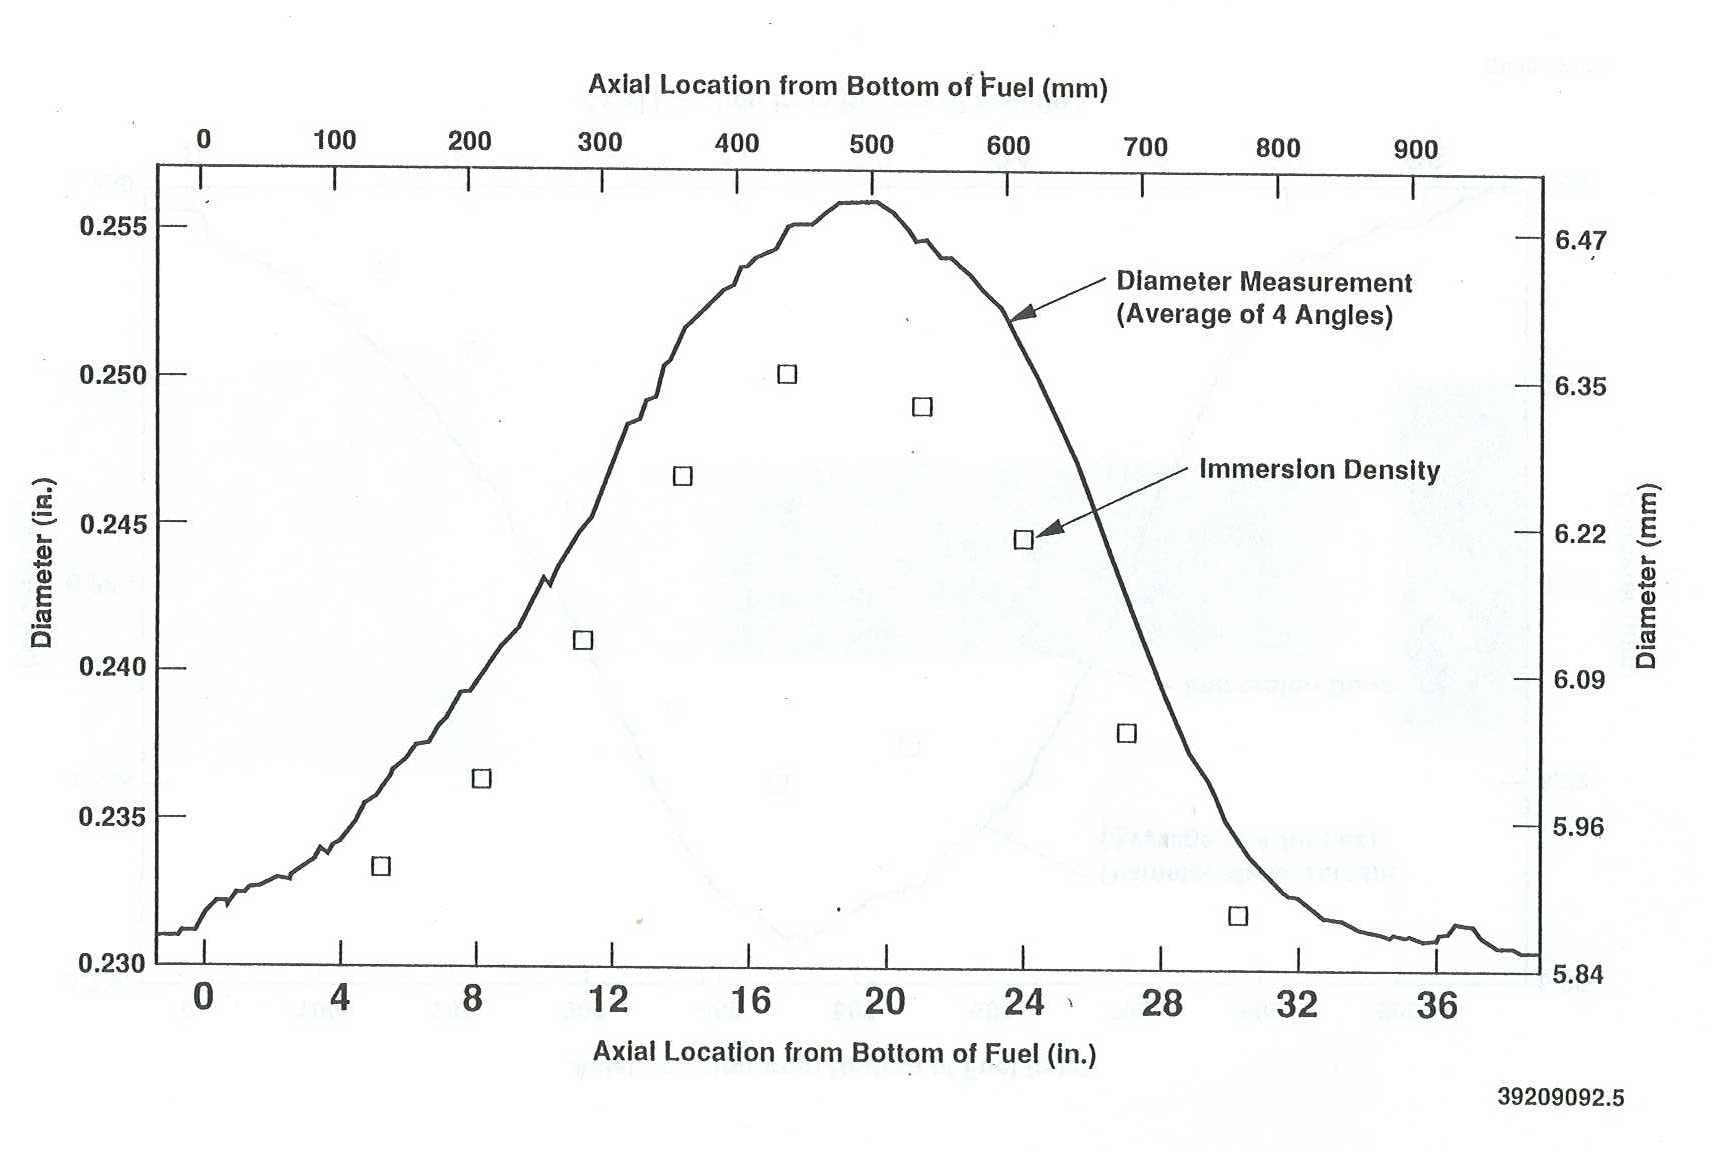 Axial Location from Bottom of Fuel (mm)
0 100 200 300 400 500 600 700 800 900
0.255
0.250
0.245
0.240
0.235
0.230
Diameter (in.)
6.47
6.35
6.22
6.09
5.96
5.84
Diameter (mm)
Diameter Measurement
(Average of 4 Angles)
Immersion Density
0 4 8 12 16 20 24 28 32 36
Axial Location from Bottom of Fuel (in.)
39209092.5